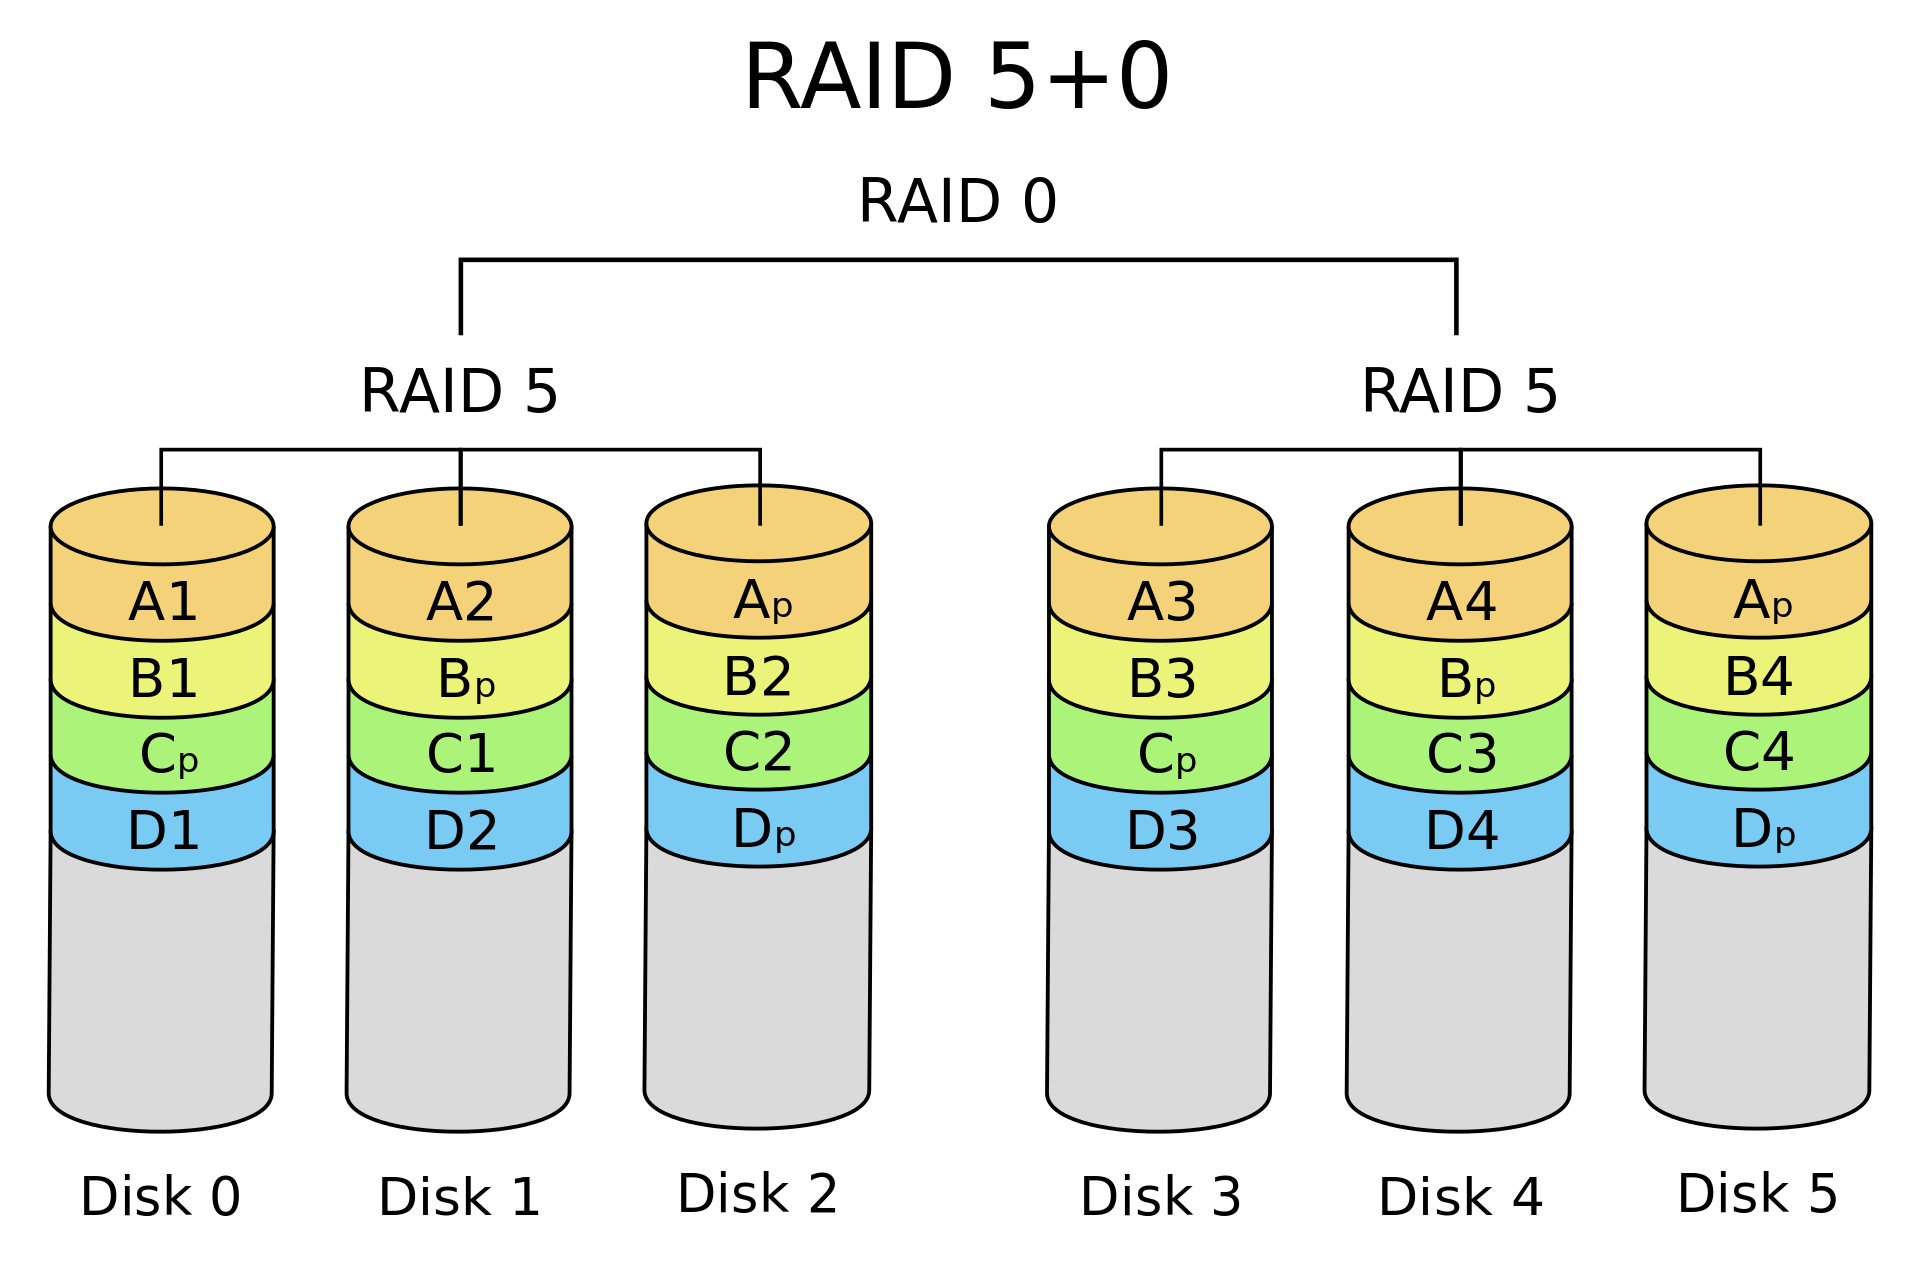 RAID 5+0
RAID 0
RAID 5 RAID 5
A1 A2 Ap A3 A4 Ap
B1 Bp B2 B3 Bp B4
Cp C1 C2 Cp C3 C4
D1 D2 Dp D3 D4 Dp
Disk 0 Disk 1 Disk 2 Disk 3 Disk 4 Disk 5